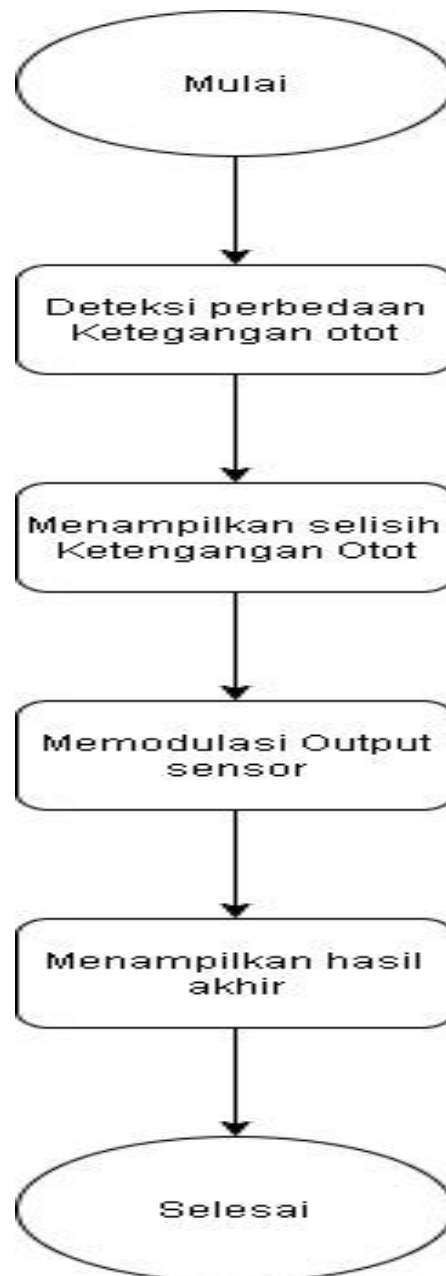 Mulai
Deteksi perbedaan
Ketegangan otot
Menampilkan selisih
Ketengangan Otot
Memodulasi Output
sensor
Menampilkan hasil
akhir
Selesai